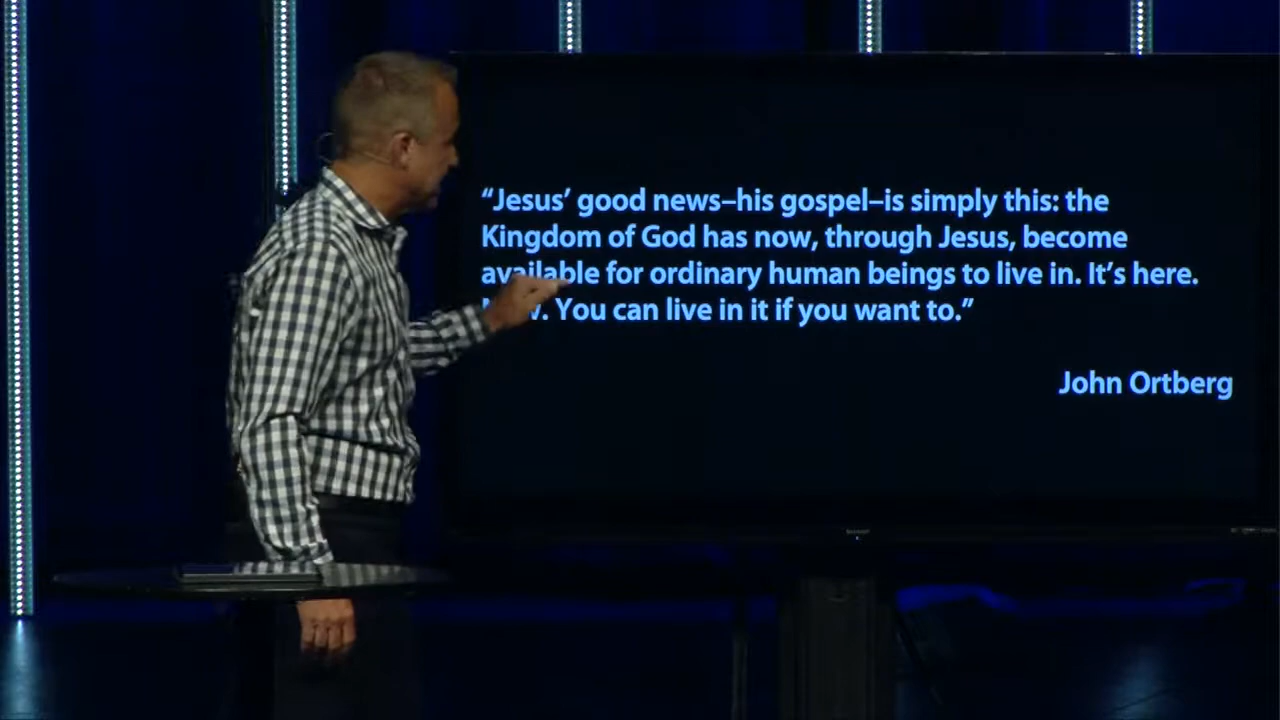 “Jesus’ good news–his gospel–is simply this: the
Kingdom of God has now, through Jesus, become
available for ordinary human beings to live in. It’s here.
You can live in it if you want to.”
John Ortberg